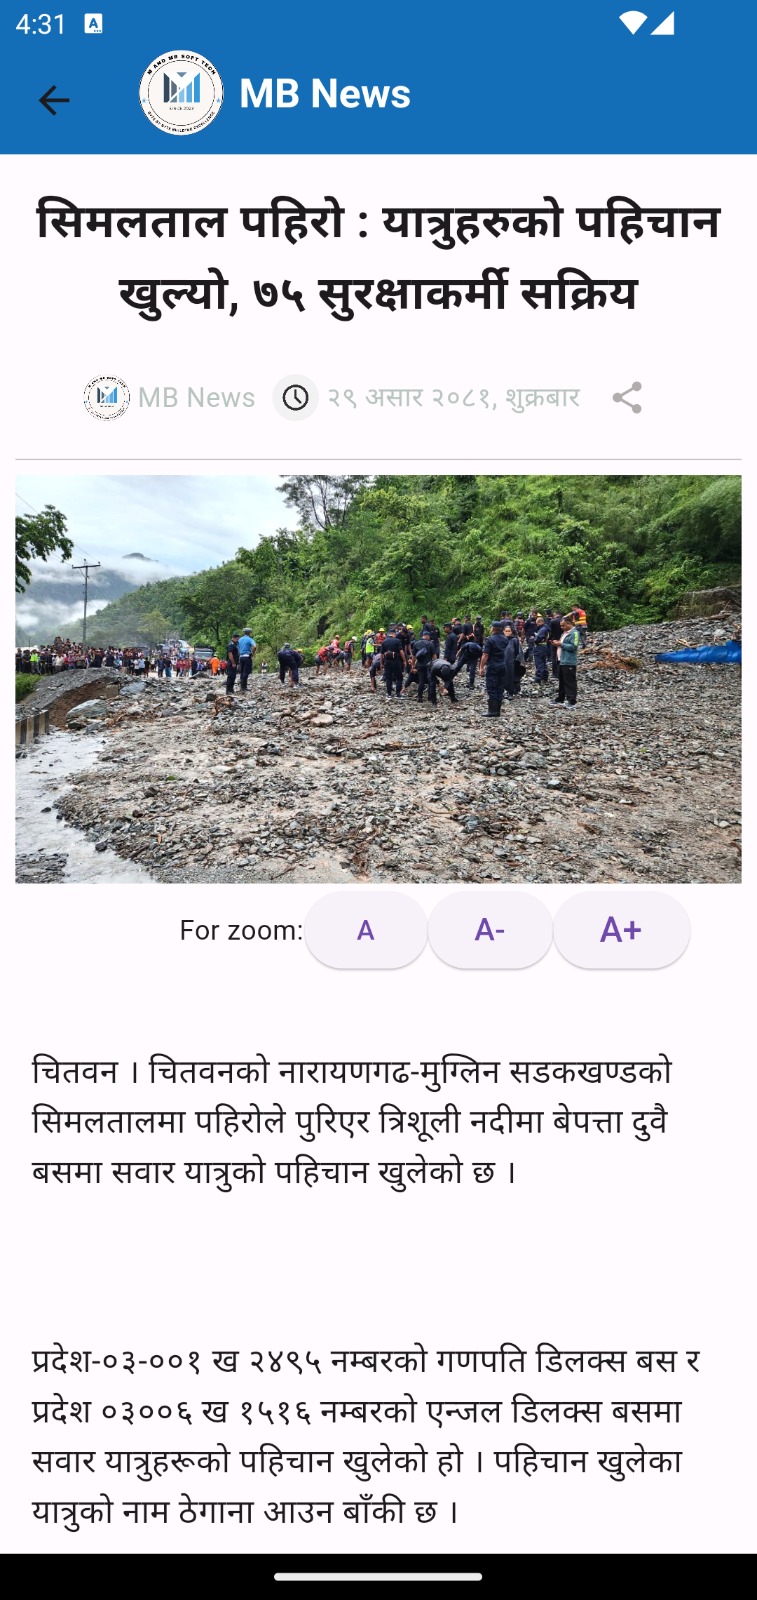 4:31 A
MB News
सिमलताल पहिरो : यात्रुहरुको पहिचान
खुल्यो, ७५ सुरक्षाकर्मी सक्रिय
MB News २९ असार २०८१, शुक्रबार
For zoom: A A- A+
चितवन । चितवनको नारायणगढ-मुग्लिन सडकखण्डको
सिमलतालमा पहिरोले पुरिएर त्रिशूली नदीमा बेपत्ता दुवै
बसमा सवार यात्रुको पहिचान खुलेको छ ।
प्रदेश-०३-००१ ख २४९५ नम्बरको गणपति डिलक्स बस र
प्रदेश ०३००६ ख १५१६ नम्बरको एन्जल डिलक्स बसमा
सवार यात्रुहरूको पहिचान खुलेको हो । पहिचान खुलेका
यात्रुको नाम ठेगाना आउन बाँकी छ ।